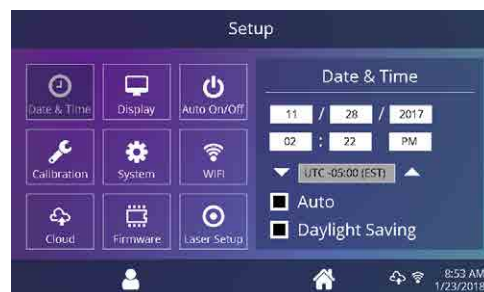 Setup
Date & Time
Display
Auto On/Off
Calibration
System
WIFI
Cloud
Firmware
Laser Setup
Date & Time
11 / 28 / 2017
02 : 22 PM
UTC -05:00 (EST)
Auto
Daylight Saving
8:53 AM
1/23/2018